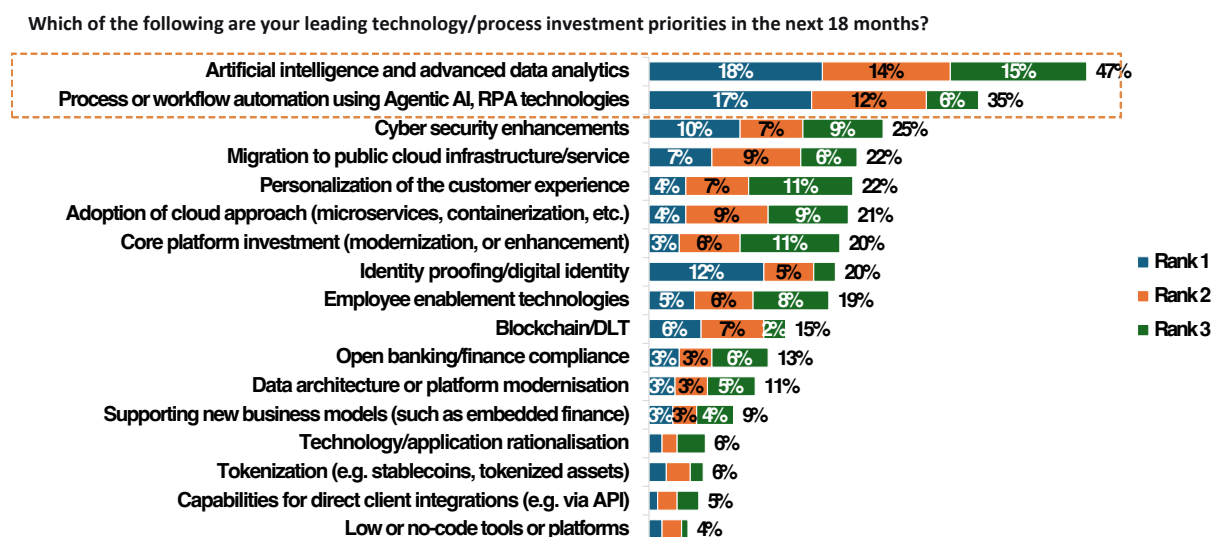 Which of the following are your leading technology/process investment priorities in the next 18 months?
Artificial intelligence and advanced data analytics 18% 14% 15% 47%
Process or workflow automation using Agentic AI, RPA technologies 17% 12% 6% 35%
Cyber security enhancements 10% 7% 9% 25%
Migration to public cloud infrastructure/service 7% 9% 6% 22%
Personalization of the customer experience 4% 7% 11% 22%
Adoption of cloud approach (microservices, containerization, etc.) 4% 9% 9% 21%
Core platform investment (modernization, or enhancement) 3% 6% 11% 20%
Identity proofing/digital identity 12% 5% 20%
Employee enablement technologies 5% 6% 8% 19%
Blockchain/DLT 6% 7% 2% 15%
Open banking/finance compliance 3% 3% 6% 13%
Data architecture or platform modernisation 3% 3% 5% 11%
Supporting new business models (such as embedded finance) 3% 3% 4% 9%
Technology/application rationalisation 6%
Tokenization (e.g. stablecoins, tokenized assets) 6%
Capabilities for direct client integrations (e.g. via API) 5%
Low or no-code tools or platforms 4%
Rank 1
Rank 2
Rank 3